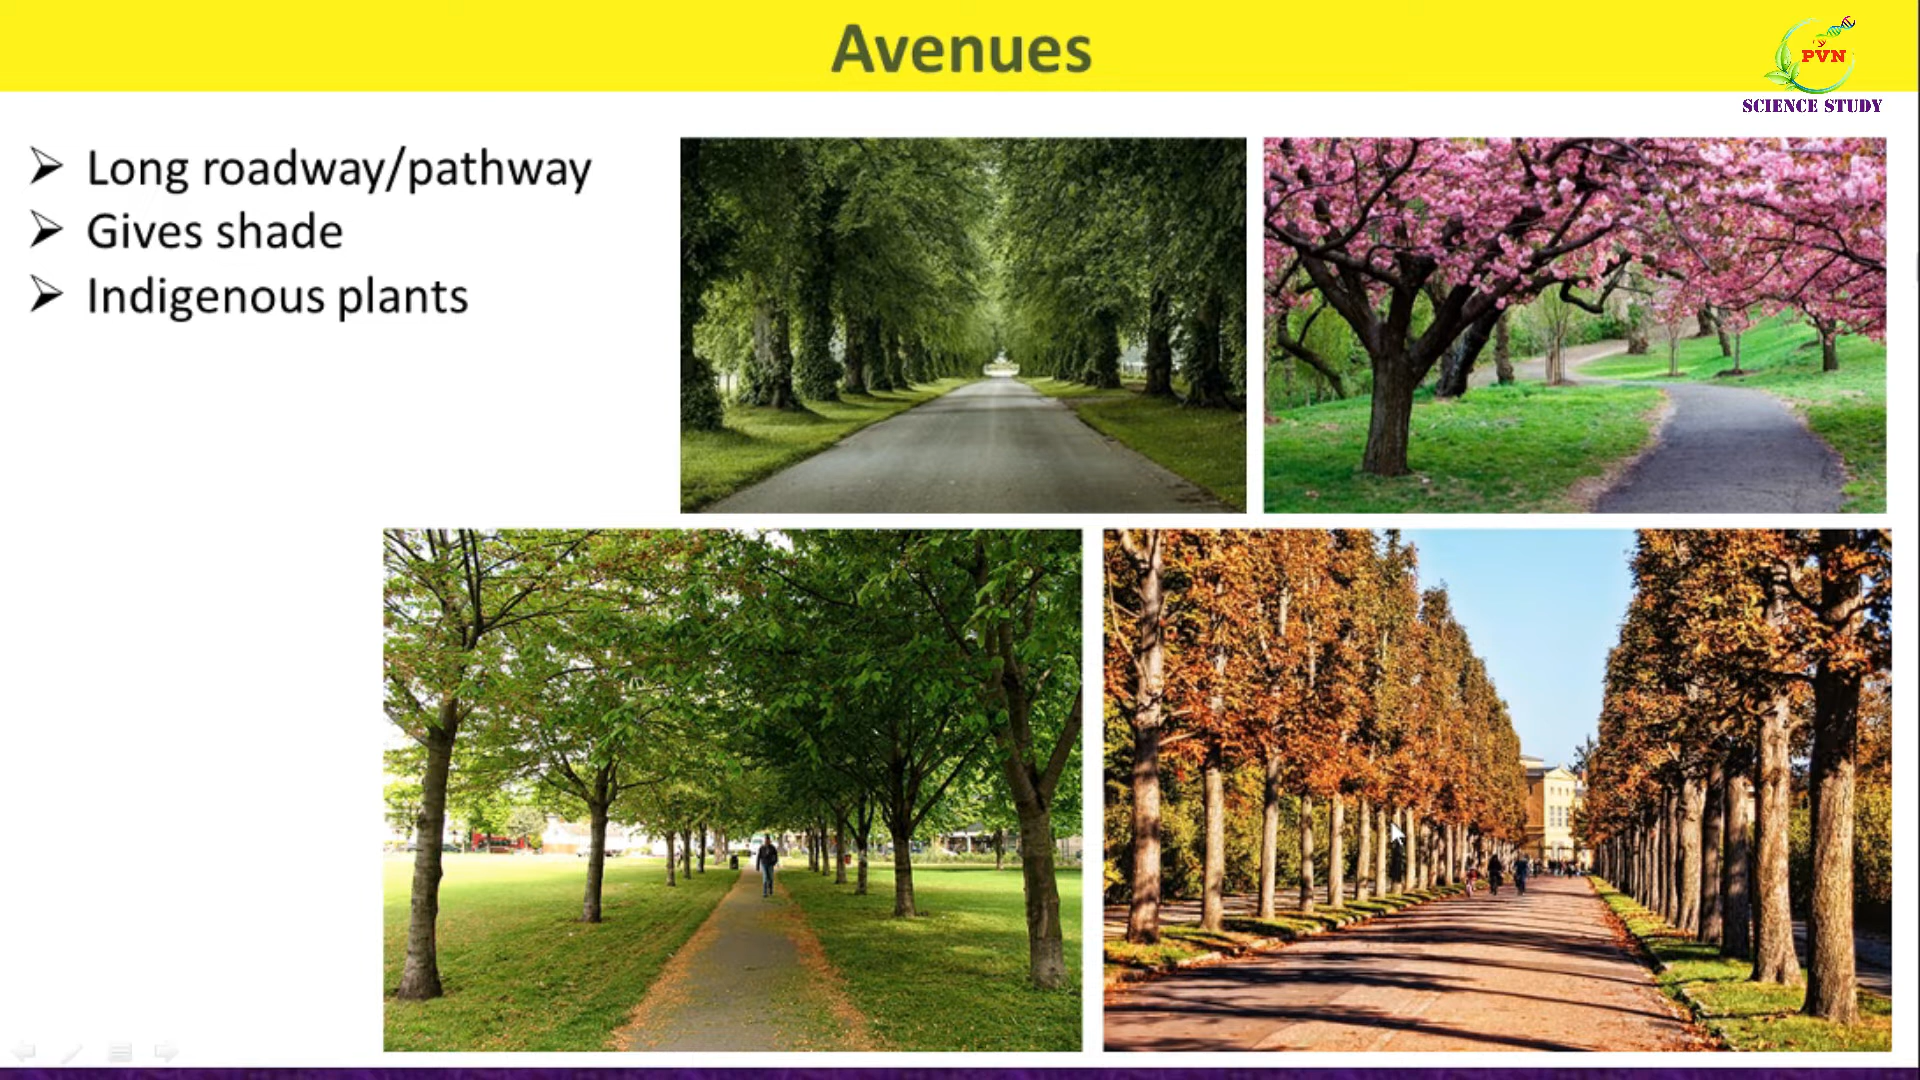 Avenues
PVN
SCIENCE STUDY
Long roadway/pathway
Gives shade
Indigenous plants